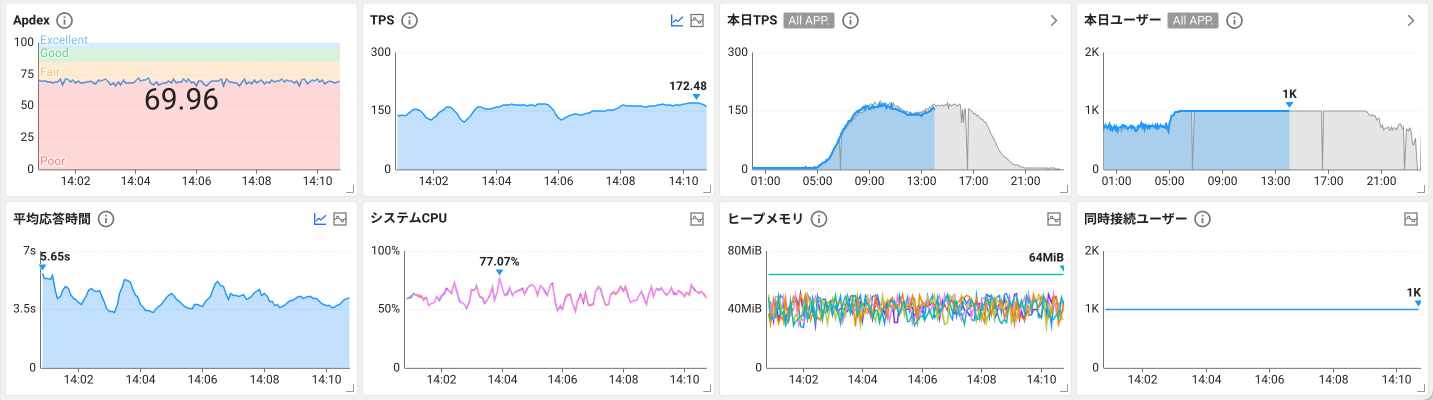 Apdex
100
75
50
25
0
Excellent
Good
Fair
Poor
69.96
14:02 14:04 14:06 14:08 14:10
TPS
300
150
0
172.48
14:02 14:04 14:06 14:08 14:10
本日TPS All APP.
300
150
0
01:00 05:00 09:00 13:00 17:00 21:00
本日ユーザー All APP.
2K
1K
0
1K
01:00 05:00 09:00 13:00 17:00 21:00
平均応答時間
7s
3.5s
0
5.65s
14:02 14:04 14:06 14:08 14:10
システムCPU
100%
50%
0
77.07%
14:02 14:04 14:06 14:08 14:10
ヒープメモリ
80MiB
40MiB
0
64MiB
14:02 14:04 14:06 14:08 14:10
同時接続ユーザー
2K
1K
0
1K
14:02 14:04 14:06 14:08 14:10